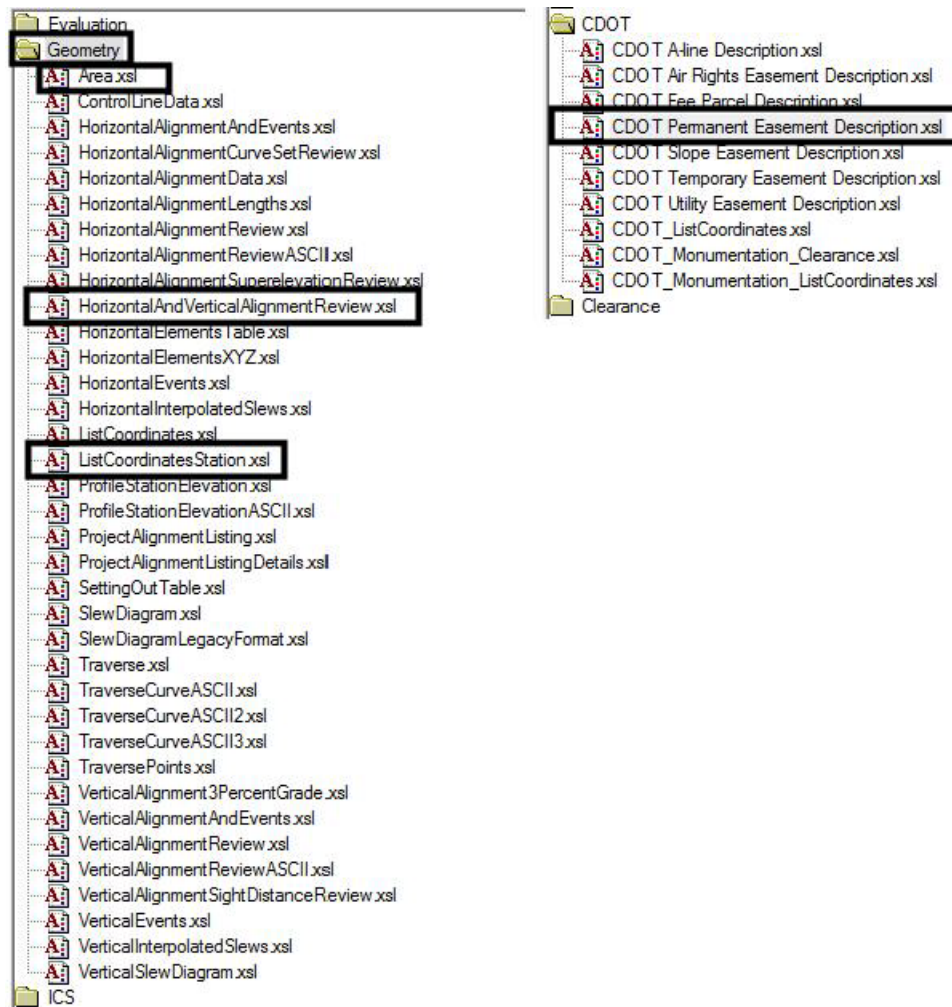 Evaluation
Geometry
Area.xsl
ControlLineData.xsl
HorizontalAlignmentAndEvents.xsl
HorizontalAlignmentCurveSetReview.xsl
HorizontalAlignmentData.xsl
HorizontalAlignmentLengths.xsl
HorizontalAlignmentReview.xsl
HorizontalAlignmentReviewASCII.xsl
HorizontalAlignmentSuperelevationReview.xsl
HorizontalAndVerticalAlignmentReview.xsl
HorizontalElementsTable.xsl
HorizontalElementsXYZ.xsl
HorizontalEvents.xsl
HorizontalInterpolatedSlews.xsl
ListCoordinates.xsl
ListCoordinatesStation.xsl
ProfileStationElevation.xsl
ProfileStationElevationASCII.xsl
ProjectAlignmentListing.xsl
ProjectAlignmentListingDetails.xsl
SettingOutTable.xsl
SlewDiagram.xsl
SlewDiagramLegacyFormat.xsl
Traverse.xsl
TraverseCurveASCII.xsl
TraverseCurveASCII2.xsl
TraverseCurveASCII3.xsl
TraversePoints.xsl
VerticalAlignment3PercentGrade.xsl
VerticalAlignmentAndEvents.xsl
VerticalAlignmentReview.xsl
VerticalAlignmentReviewASCII.xsl
VerticalAlignmentSightDistanceReview.xsl
VerticalEvents.xsl
VerticalInterpolatedSlews.xsl
VerticalSlewDiagram.xsl
ICS
CDOT
CDOT A-line Description.xsl
CDOT Air Rights Easement Description.xsl
CDOT Fee Parcel Description.xsl
CDOT Permanent Easement Description.xsl
CDOT Slope Easement Description.xsl
CDOT Temporary Easement Description.xsl
CDOT Utility Easement Description.xsl
CDOT_ListCoordinates.xsl
CDOT_Monumentation_Clearance.xsl
CDOT_Monumentation_ListCoordinates.xsl
Clearance